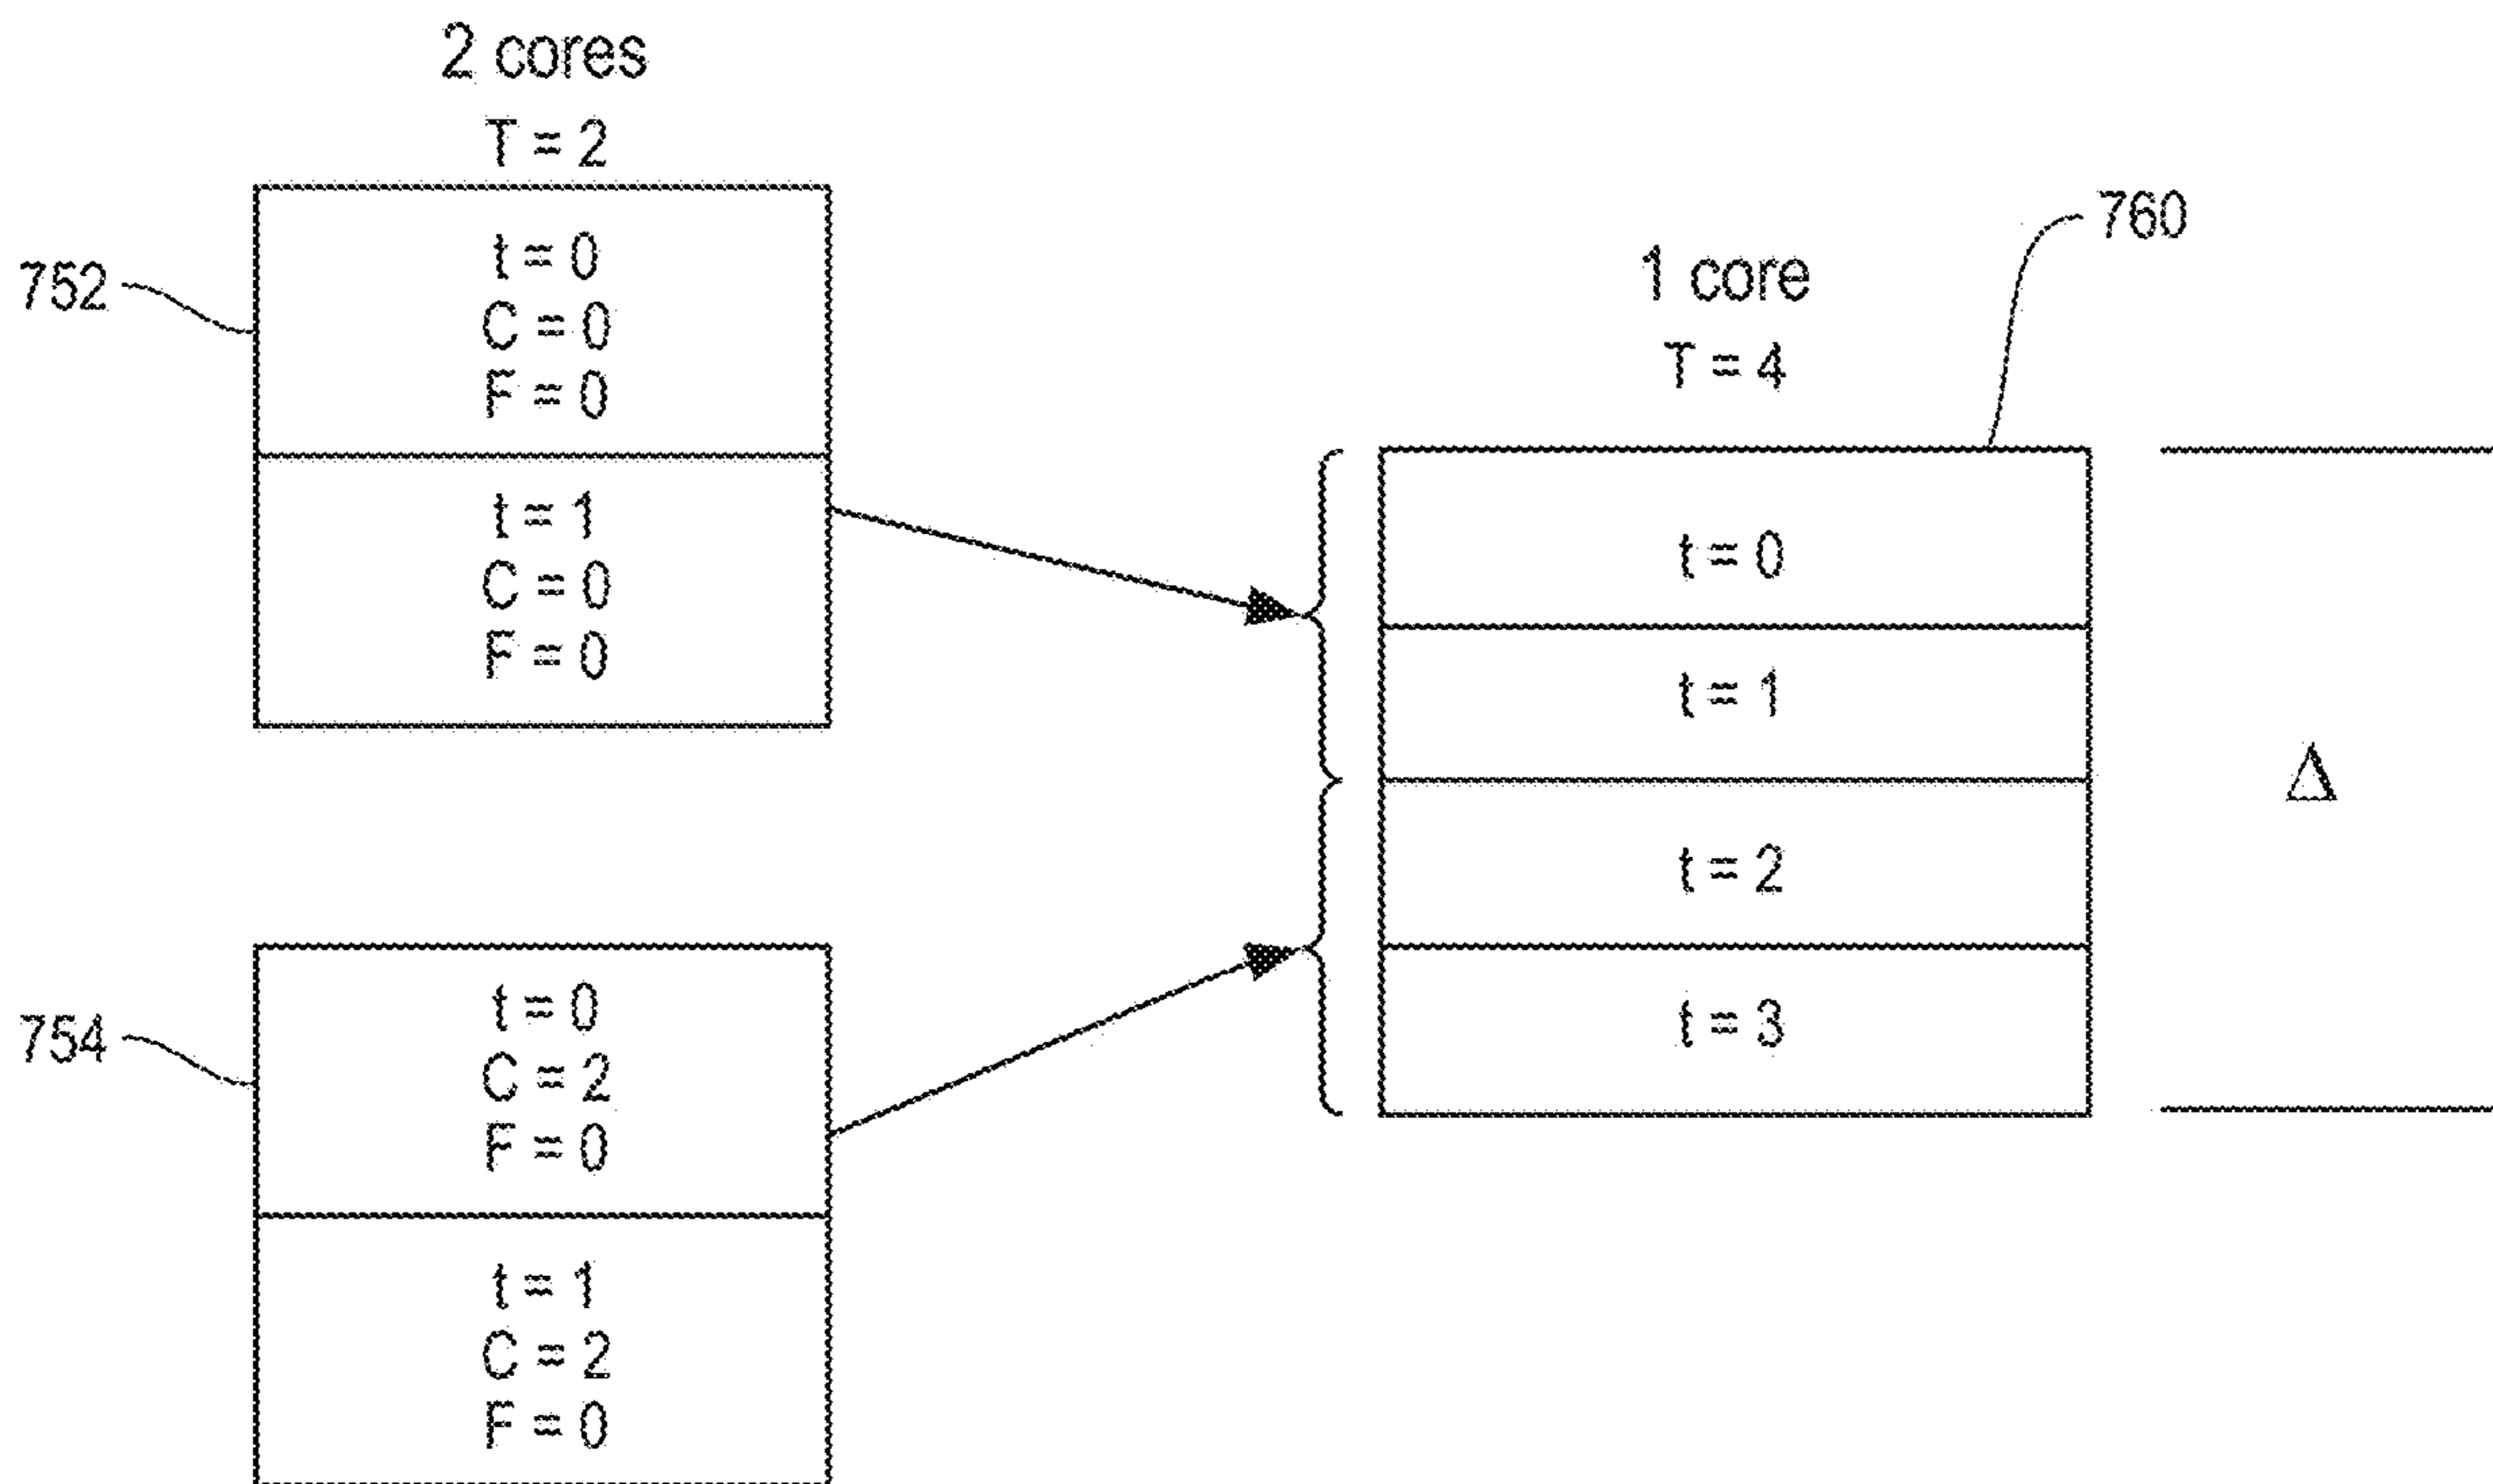 2 cores
T = 2
752
t = 0
C = 0
F = 0
t = 1
C = 0
F = 0
754
t = 0
C = 2
F = 0
t = 1
C = 2
F = 0
760
1 core
T = 4
t = 0
t = 1
t = 2
t = 3
Δ